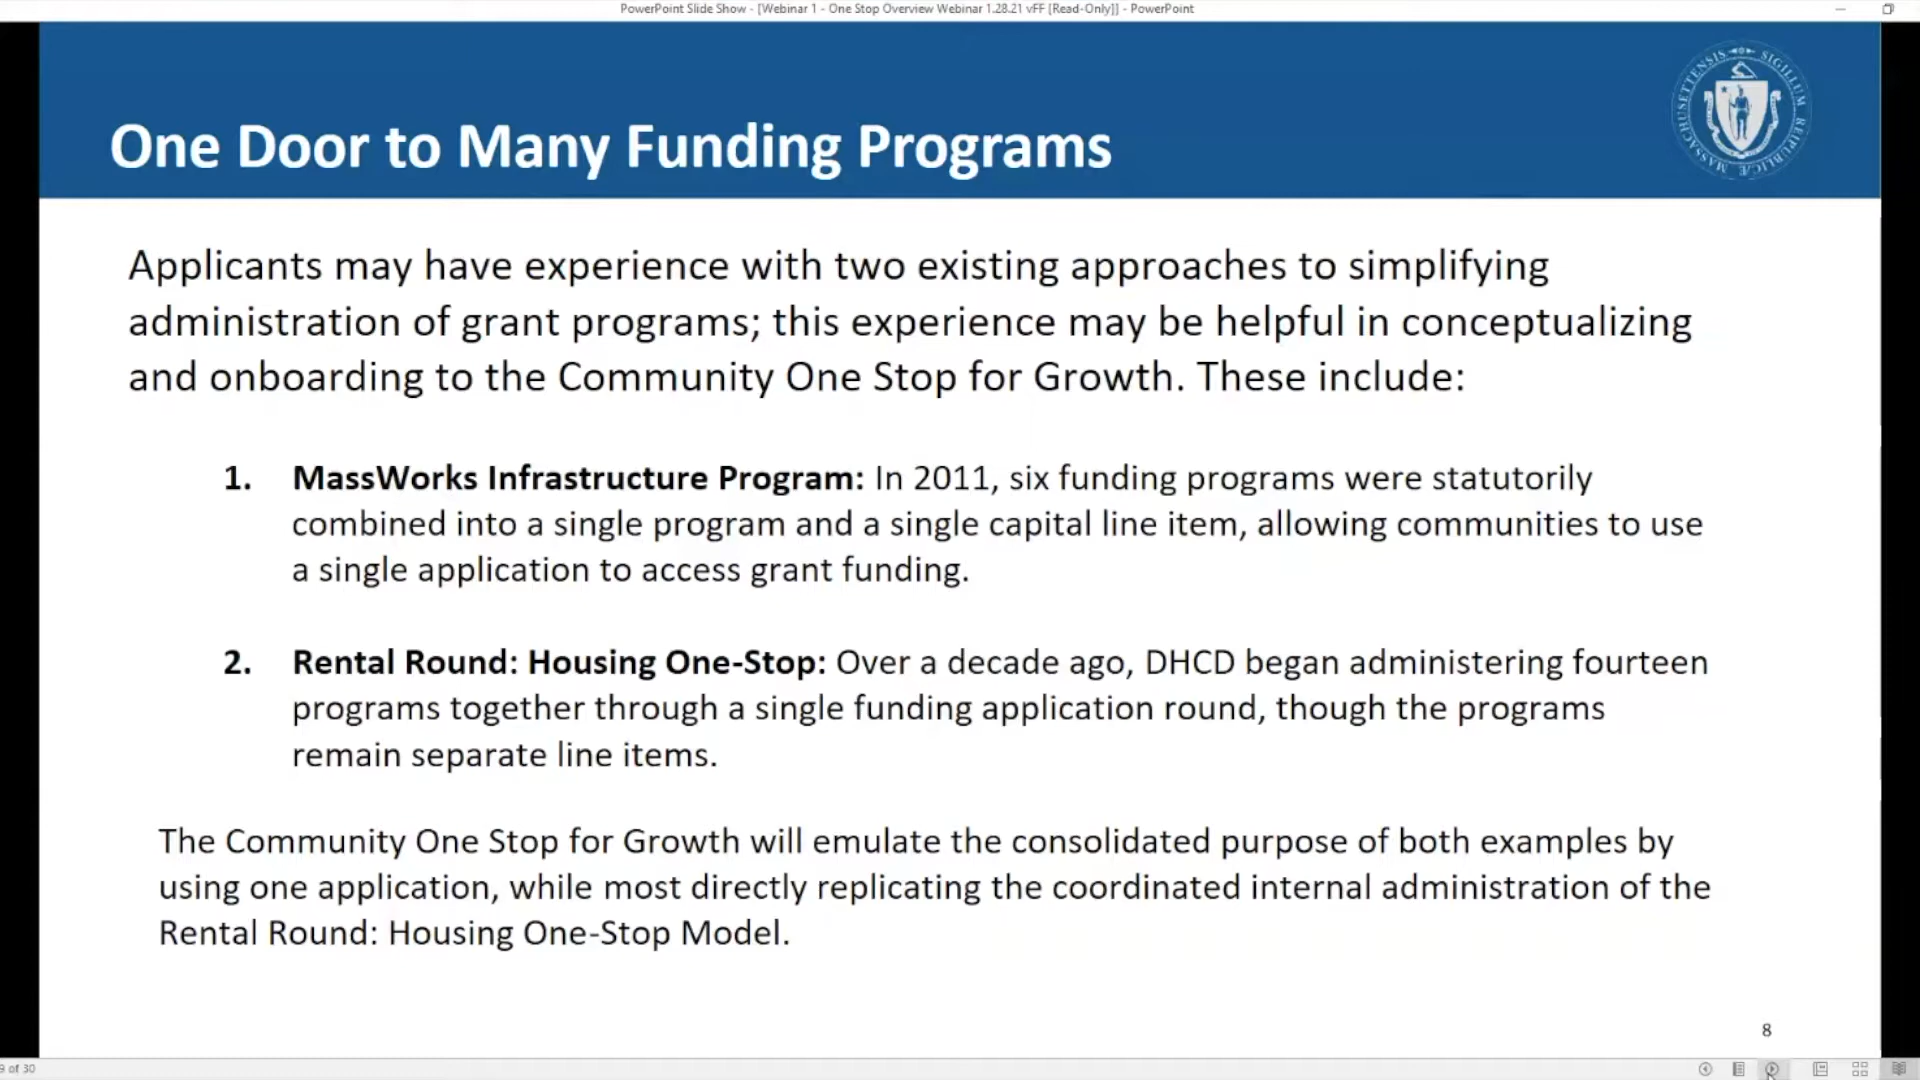 PowerPoint Slide Show - [Webinar 1 - One Stop Overview Webinar 1.28.21 vFF [Read-Only]] - PowerPoint
One Door to Many Funding Programs
SIGILLUM REIPUBLICÆ MASSACHUSETTENSIS
Applicants may have experience with two existing approaches to simplifying
administration of grant programs; this experience may be helpful in conceptualizing
and onboarding to the Community One Stop for Growth. These include:
1. MassWorks Infrastructure Program: In 2011, six funding programs were statutorily
combined into a single program and a single capital line item, allowing communities to use
a single application to access grant funding.
2. Rental Round: Housing One-Stop: Over a decade ago, DHCD began administering fourteen
programs together through a single funding application round, though the programs
remain separate line items.
The Community One Stop for Growth will emulate the consolidated purpose of both examples by
using one application, while most directly replicating the coordinated internal administration of the
Rental Round: Housing One-Stop Model.
8
9 of 30